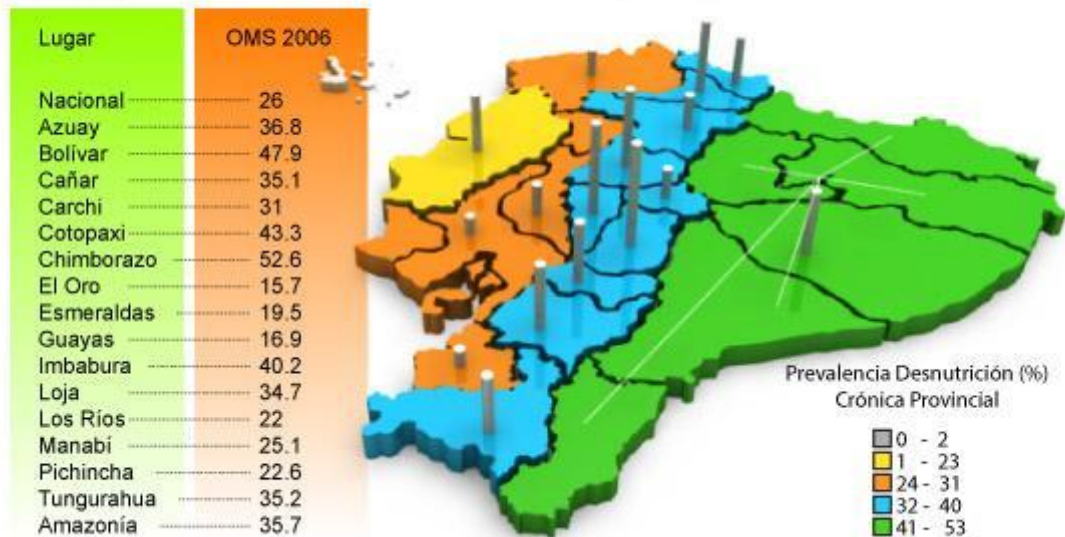 Lugar OMS 2006
Nacional 26
Azuay 36.8
Bolívar 47.9
Cañar 35.1
Carchi 31
Cotopaxi 43.3
Chimborazo 52.6
El Oro 15.7
Esmeraldas 19.5
Guayas 16.9
Imbabura 40.2
Loja 34.7
Los Ríos 22
Manabí 25.1
Pichincha 22.6
Tungurahua 35.2
Amazonía 35.7
Prevalencia Desnutrición (%)
Crónica Provincial
0 - 2
1 - 23
24 - 31
32 - 40
41 - 53